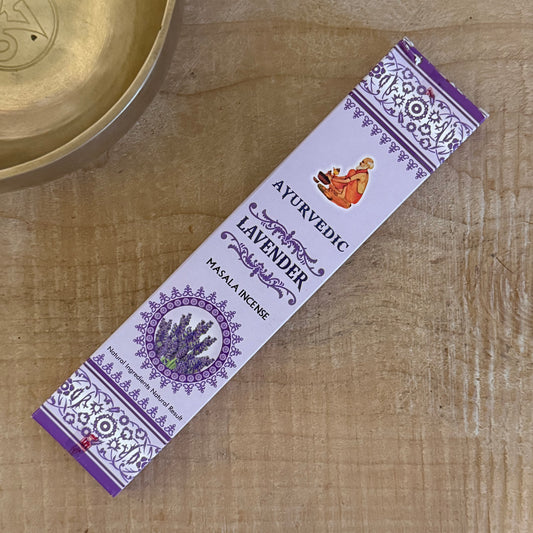 AYURVEDIC
LAVENDER
MASALA INCENSE
Natural Ingredients Natural Result